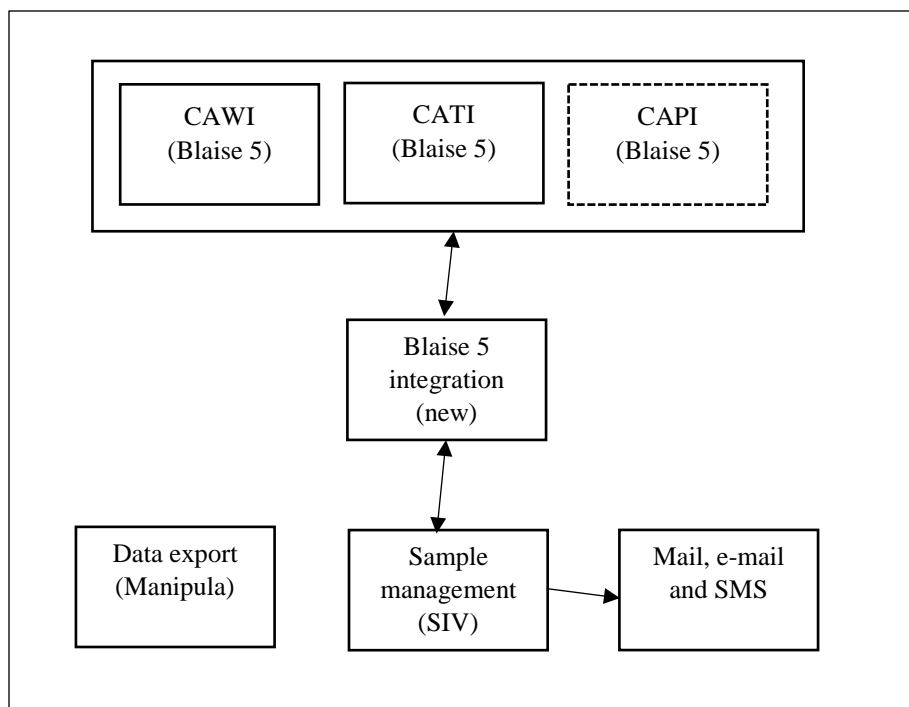 CAWI
(Blaise 5)
CATI
(Blaise 5)
CAPI
(Blaise 5)
Blaise 5
integration
(new)
Data export
(Manipula)
Sample
management
(SIV)
Mail, e-mail
and SMS